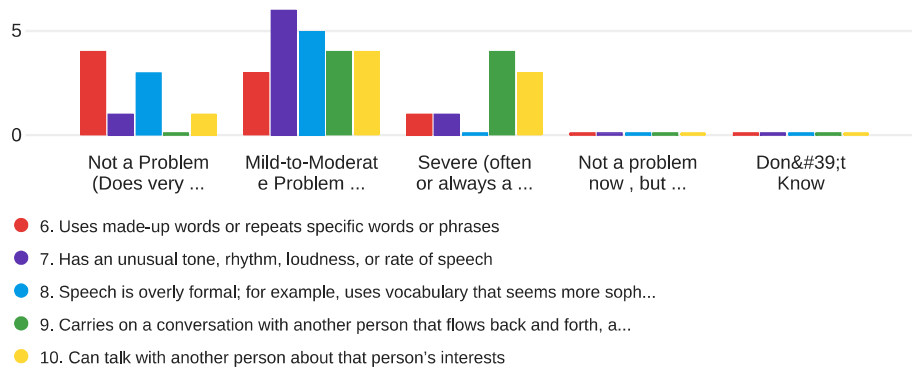 5
0
Not a Problem
(Does very ...
Mild-to-Moderat
e Problem ...
Severe (often
or always a ...
Not a problem
now , but ...
Don&#39;t
Know
6. Uses made-up words or repeats specific words or phrases
7. Has an unusual tone, rhythm, loudness, or rate of speech
8. Speech is overly formal; for example, uses vocabulary that seems more soph...
9. Carries on a conversation with another person that flows back and forth, a...
10. Can talk with another person about that person’s interests